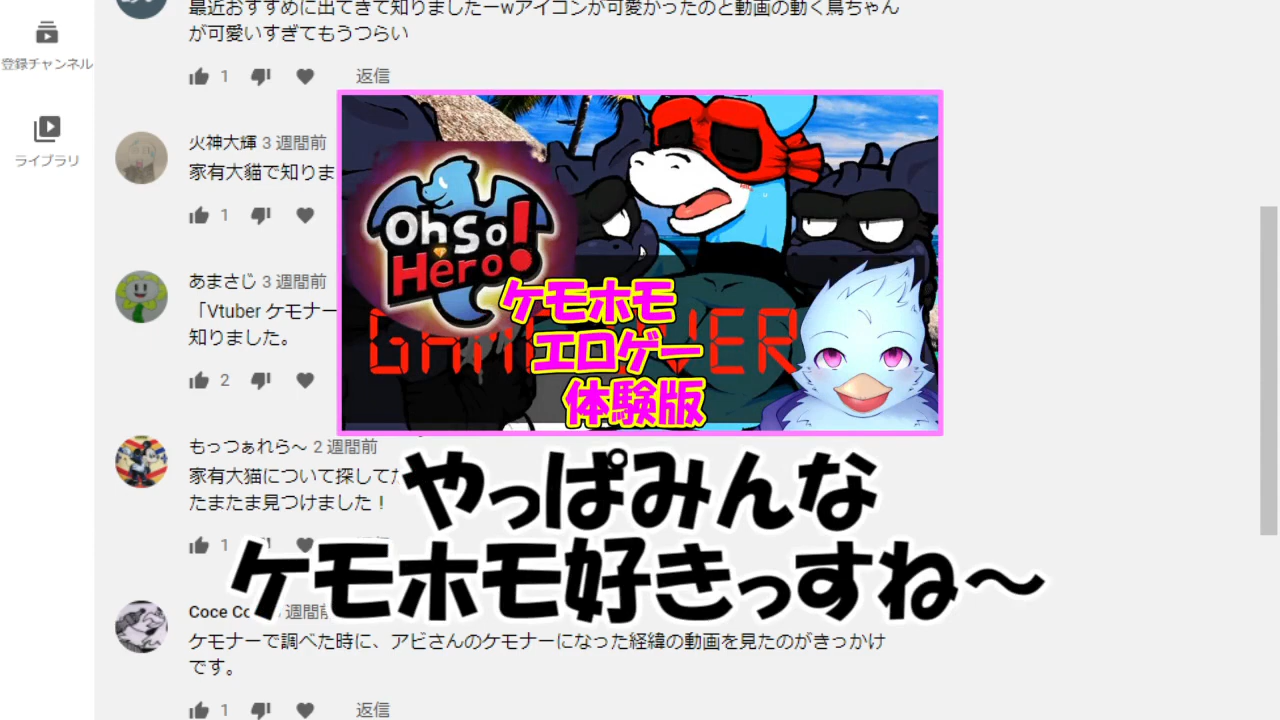 最近おすすめに出てきて知りましたーwアイコンが可愛かったのと動画の動く鳥ちゃん
が可愛いすぎてもうつらい
登録チャンネル
1
返信
ライブラリ
火神大輝 3 週間前
家有大貓で知りま
1
あまさじ 3 週間前
「Vtuber ケモナー
知りました。
2
Oh,So
Hero!
GAME OVER
ケモホモ
エロゲー
体験版
もっつぁれら～ 2 週間前
家有大猫について探してた
たまたま見つけました！
1
やっぱみんな
ケモホモ好きっすね～
Coce Co
週間前
ケモナーで調べた時に、アビさんのケモナーになった経緯の動画を見たのがきっかけ
です。
1
返信